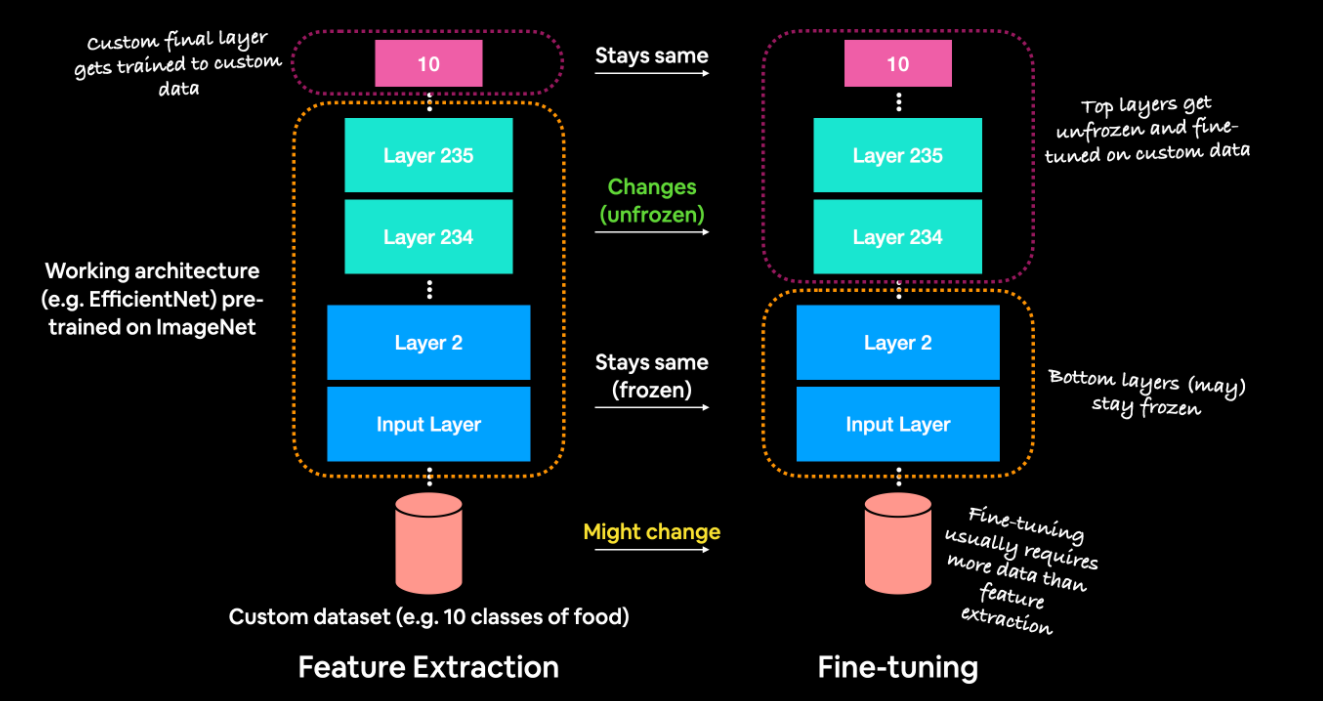 Custom final layer
gets trained to custom
data
10
Stays same
10
Top layers get
unfrozen and fine-
tuned on custom data
Layer 235
Layer 235
Changes
(unfrozen)
Layer 234
Layer 234
Working architecture
(e.g. EfficientNet) pre-
trained on ImageNet
Layer 2
Layer 2
Stays same
(frozen)
Bottom layers (may)
stay frozen
Input Layer
Input Layer
Might change
Fine-tuning
usually requires
more data than
feature
extraction
Custom dataset (e.g. 10 classes of food)
Feature Extraction
Fine-tuning